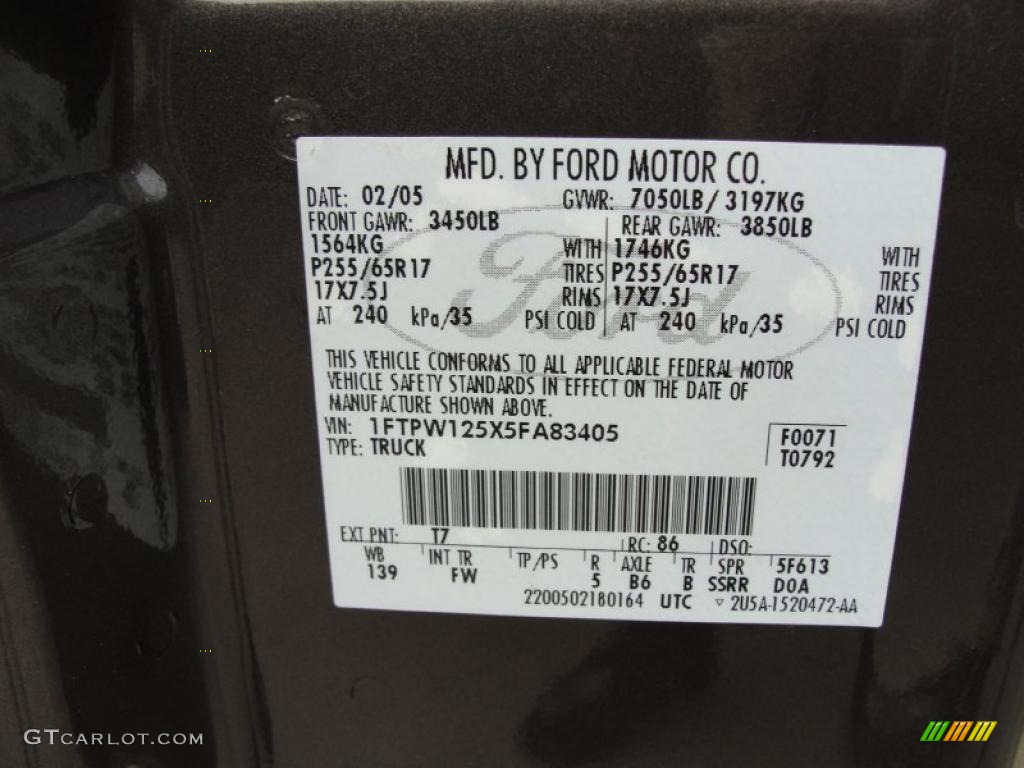 MFD. BY FORD MOTOR CO.
DATE: 02/05 GVWR: 7050LB/ 3197KG
FRONT GAWR: 3450LB REAR GAWR: 3850LB
1564KG WITH 1746KG WITH
P255/65R17 TIRES P255/65R17 TIRES
17X7.5J RIMS 17X7.5J RIMS
AT 240 kPa/35 PSI COLD AT 240 kPa/35 PSI COLD
Ford
THIS VEHICLE CONFORMS TO ALL APPLICABLE FEDERAL MOTOR
VEHICLE SAFETY STANDARDS IN EFFECT ON THE DATE OF
MANUFACTURE SHOWN ABOVE.
VIN: 1FTPW125X5FA83405 F0071
TYPE: TRUCK T0792
EXT PNT: T7 RC: 86 DSO:
WB INT TR TP/PS R AXLE TR SPR 5F613
139 FW 5 B6 B SSRR DOA
2200502180164 UTC ▿ 2U5A-1520472-AA
GTCARLOT.COM